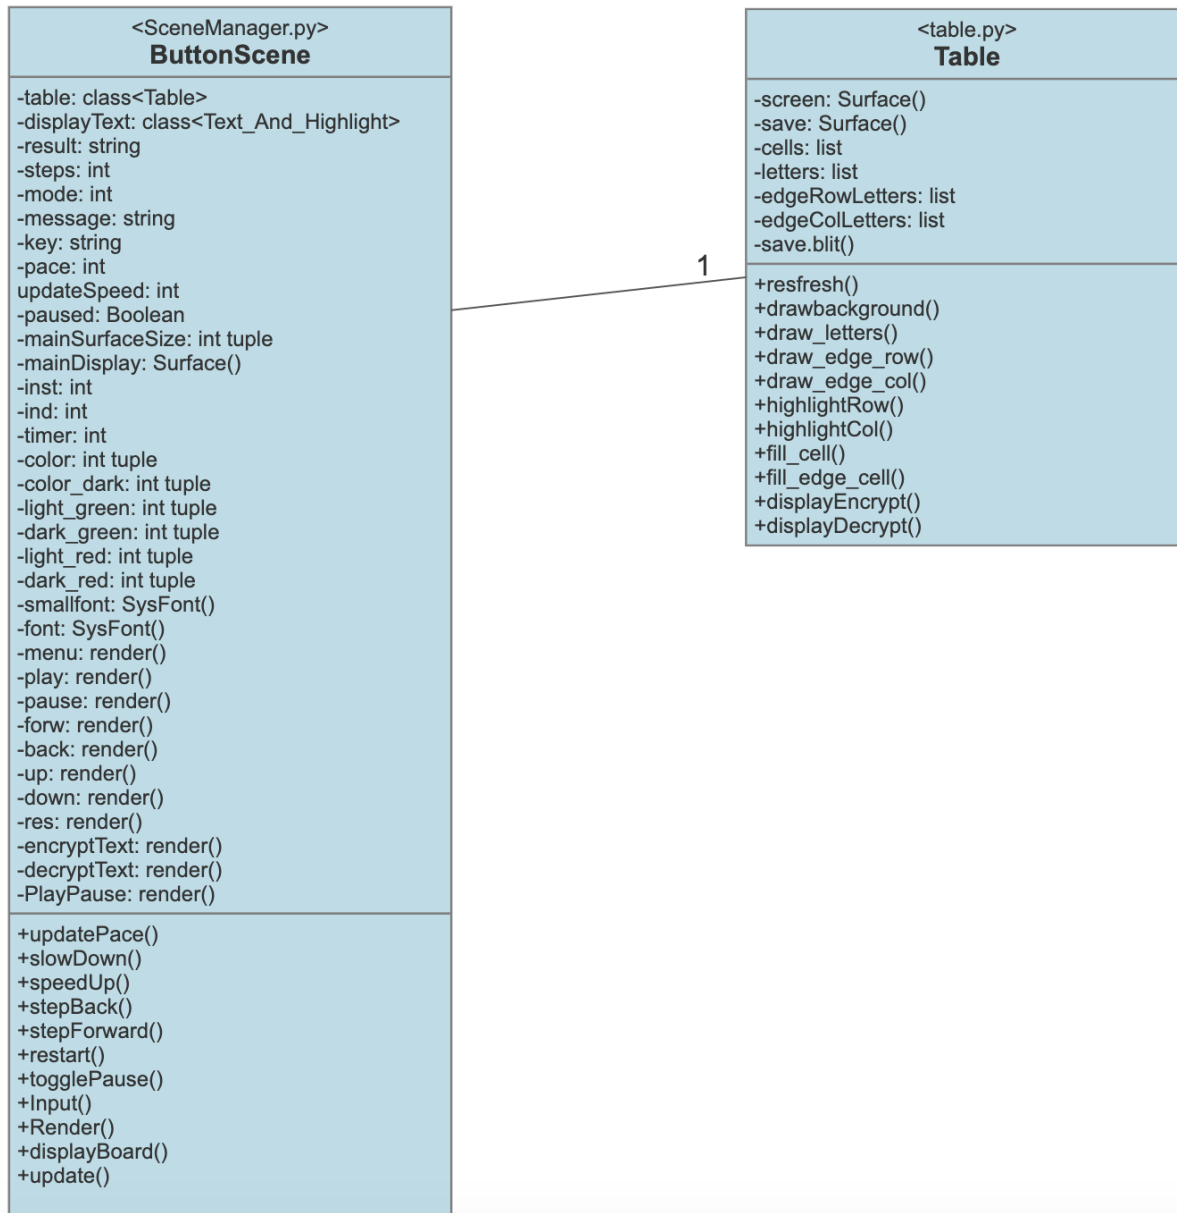 <SceneManager.py>
ButtonScene
-table: class<Table>
-displayText: class<Text_And_Highlight>
-result: string
-steps: int
-mode: int
-message: string
-key: string
-pace: int
updateSpeed: int
-paused: Boolean
-mainSurfaceSize: int tuple
-mainDisplay: Surface()
-inst: int
-ind: int
-timer: int
-color: int tuple
-color_dark: int tuple
-light_green: int tuple
-dark_green: int tuple
-light_red: int tuple
-dark_red: int tuple
-smallfont: SysFont()
-font: SysFont()
-menu: render()
-play: render()
-pause: render()
-forw: render()
-back: render()
-up: render()
-down: render()
-res: render()
-encryptText: render()
-decryptText: render()
-PlayPause: render()
+updatePace()
+slowDown()
+speedUp()
+stepBack()
+stepForward()
+restart()
+togglePause()
+Input()
+Render()
+displayBoard()
+update()
1
<table.py>
Table
-screen: Surface()
-save: Surface()
-cells: list
-letters: list
-edgeRowLetters: list
-edgeColLetters: list
-save.blit()
+resfresh()
+drawbackground()
+draw_letters()
+draw_edge_row()
+draw_edge_col()
+highlightRow()
+highlightCol()
+fill_cell()
+fill_edge_cell()
+displayEncrypt()
+displayDecrypt()